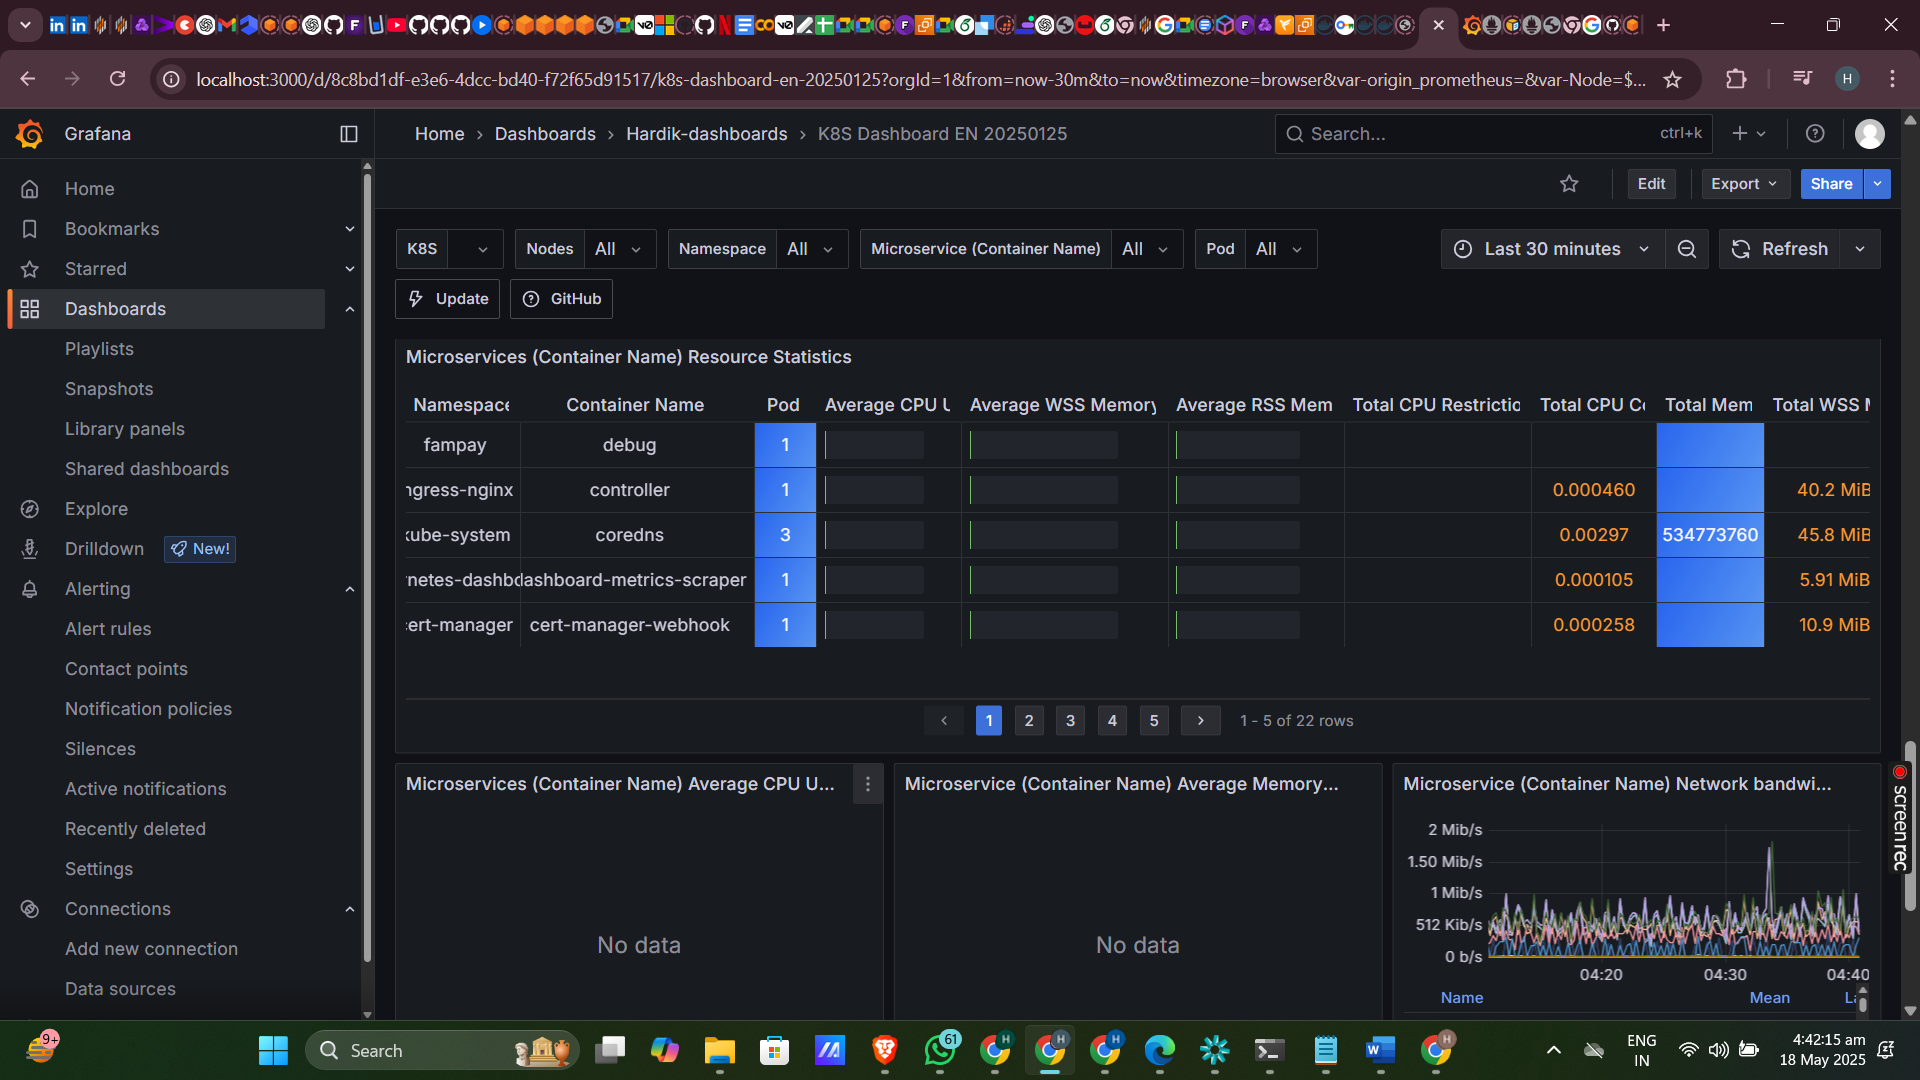 localhost:3000/d/8c8bd1df-e3e6-4dcc-bd40-f72f65d91517/k8s-dashboard-en-20250125?orgId=1&from=now-30m&to=now&timezone=browser&var-origin_prometheus=&var-Node=$...
H
Grafana
Home › Dashboards › Hardik-dashboards › K8S Dashboard EN 20250125
Search... ctrl+k
Edit
Export
Share
Home
Bookmarks
Starred
Dashboards
Playlists
Snapshots
Library panels
Shared dashboards
Explore
Drilldown New!
Alerting
Alert rules
Contact points
Notification policies
Silences
Active notifications
Recently deleted
Settings
Connections
Add new connection
Data sources
K8S
Nodes All
Namespace All
Microservice (Container Name) All
Pod All
Last 30 minutes
Refresh
Update
GitHub
Microservices (Container Name) Resource Statistics
Namespace Container Name Pod Average CPU U Average WSS Memory Average RSS Mem Total CPU Restrictio Total CPU Co Total Mem Total WSS M
fampay debug 1
ngress-nginx controller 1 0.000460 40.2 MiB
kube-system coredns 3 0.00297 534773760 45.8 MiB
rnetes-dashbo dashboard-metrics-scraper 1 0.000105 5.91 MiB
cert-manager cert-manager-webhook 1 0.000258 10.9 MiB
1 2 3 4 5 1 - 5 of 22 rows
Microservices (Container Name) Average CPU U...
No data
Microservice (Container Name) Average Memory...
No data
Microservice (Container Name) Network bandwi...
2 Mib/s
1.50 Mib/s
1 Mib/s
512 Kib/s
0 b/s
04:20 04:30 04:40
Name Mean La
screenrec
9+
Search
61
H
H
H
H
ENG
IN
4:42:15 am
18 May 2025